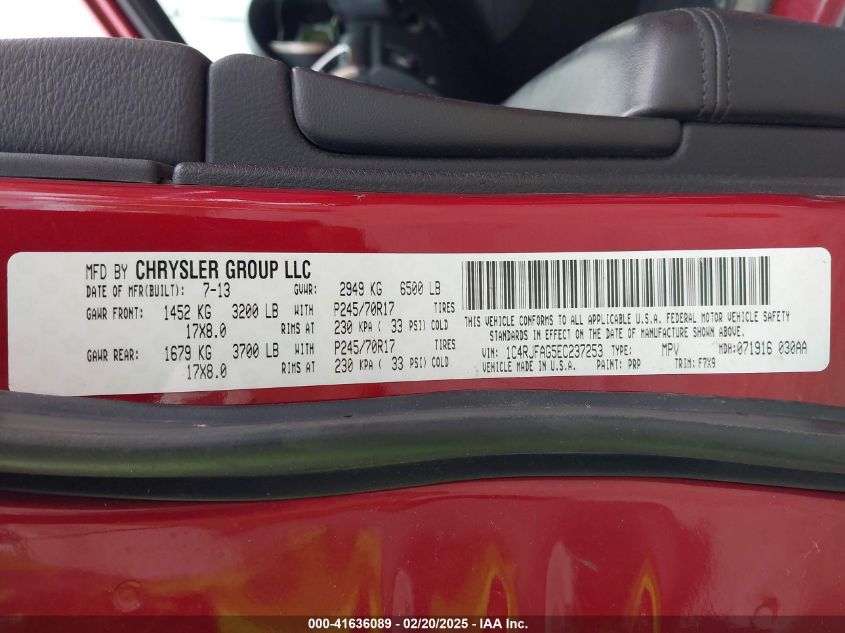 MFD BY CHRYSLER GROUP LLC
DATE OF MFR(BUILT): 7-13 GVWR: 2949 KG 6500 LB
GAWR FRONT: 1452 KG 3200 LB WITH P245/70R17 TIRES
17X8.0 RIMS AT 230 KPA ( 33 PSI) COLD
GAWR REAR: 1679 KG 3700 LB WITH P245/70R17 TIRES
17X8.0 RIMS AT 230 KPA ( 33 PSI) COLD
THIS VEHICLE CONFORMS TO ALL APPLICABLE U.S.A. FEDERAL MOTOR VEHICLE SAFETY
STANDARDS IN EFFECT ON THE DATE OF MANUFACTURE SHOWN ABOVE.
VIN: 1C4RJFAG5EC237253 TYPE: MPV MDH:071916 030AA
VEHICLE MADE IN U.S.A. PAINT: PRP TRIM: F7X9
000-41636089 - 02/20/2025 - 1C4RJFAG5EC